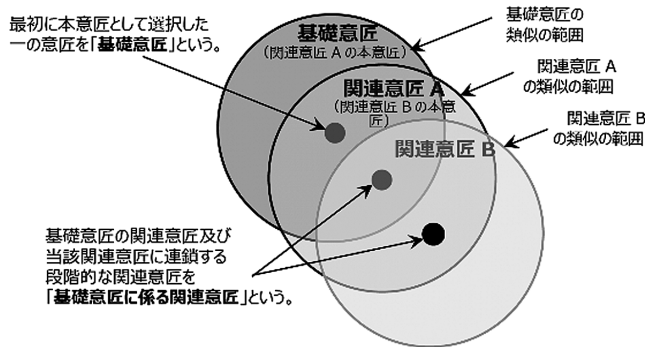 最初に本意匠として選択した
一の意匠を「基礎意匠」という。
基礎意匠
（関連意匠 A の本意匠）
関連意匠 A
（関連意匠 B の本意
匠）
関連意匠 B
基礎意匠の
類似の範囲
関連意匠 A
の類似の範囲
関連意匠 B
の類似の範囲
基礎意匠の関連意匠及び
当該関連意匠に連鎖する
段階的な関連意匠を
「基礎意匠に係る関連意匠」という。